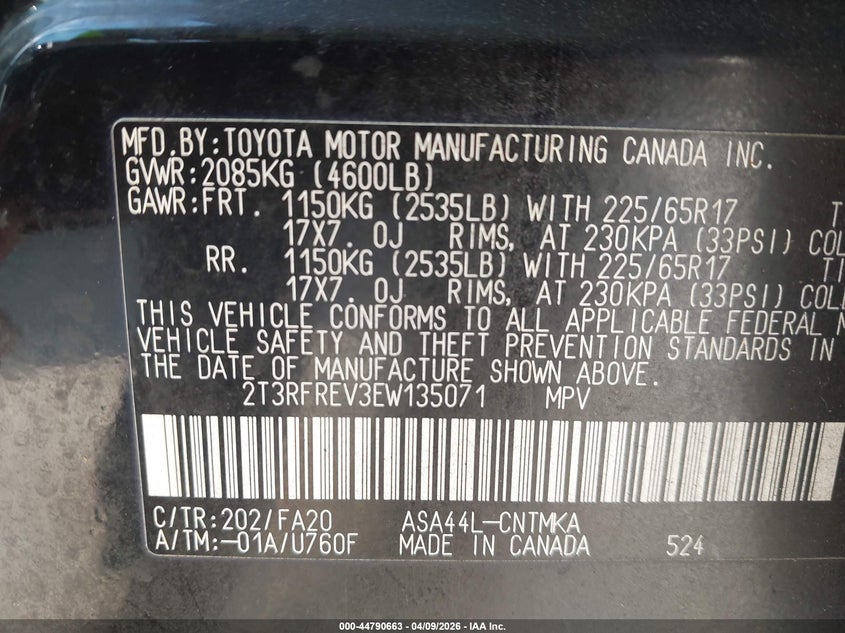 MFD.BY:TOYOTA MOTOR MANUFACTURING CANADA INC.
GVWR:2085KG (4600LB)
GAWR:FRT. 1150KG (2535LB) WITH 225/65R17 TI
17X7.0J RIMS, AT 230KPA (33PSI) COL
RR. 1150KG (2535LB) WITH 225/65R17 TI
17X7.0J RIMS, AT 230KPA (33PSI) COL
THIS VEHICLE CONFORMS TO ALL APPLICABLE FEDERAL M
VEHICLE SAFETY AND THEFT PREVENTION STANDARDS IN
THE DATE OF MANUFACTURE SHOWN ABOVE.
2T3RFREV3EW135071 MPV
C/TR:202/FA20 ASA44L-CNTMKA
A/TM:-01A/U760F MADE IN CANADA 524
000-44790663 - 04/09/2026 - IAA Inc.